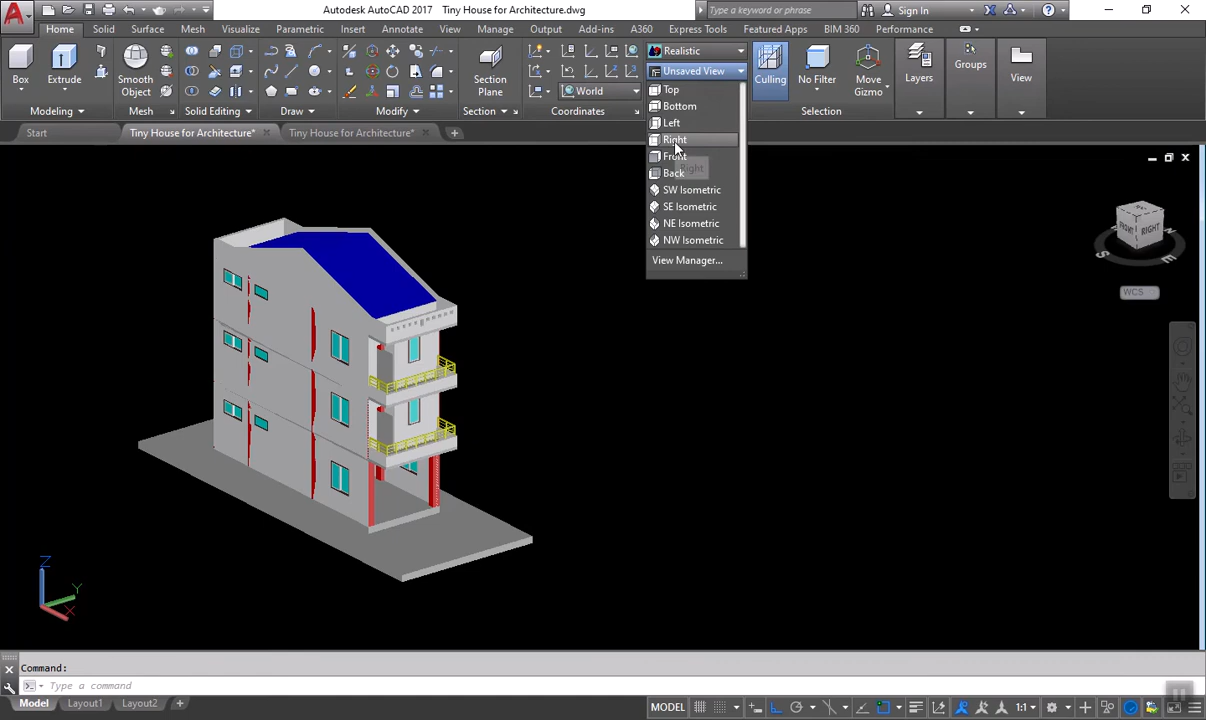 Autodesk AutoCAD 2017 Tiny House for Architecture.dwg
Type a keyword or phrase
Sign In
Home Solid Surface Mesh Visualize Parametric Insert Annotate View Manage Output Add-ins A360 Express Tools Featured Apps BIM 360 Performance
Realistic
Unsaved View
World
Box
Extrude
Smooth
Object
Section
Plane
Culling
No Filter
Move
Gizmo
Layers
Groups
View
Modeling
Mesh
Solid Editing
Draw
Modify
Section
Coordinates
Selection
Top
Bottom
Left
Right
Front
Back
SW Isometric
SE Isometric
NE Isometric
NW Isometric
View Manager...
Right
Start
Tiny House for Architecture*
Tiny House for Architecture*
FRONT
RIGHT
S
E
N
WCS
Z
Y
X
Command:
Type a command
Model
Layout1
Layout2
MODEL
1:1